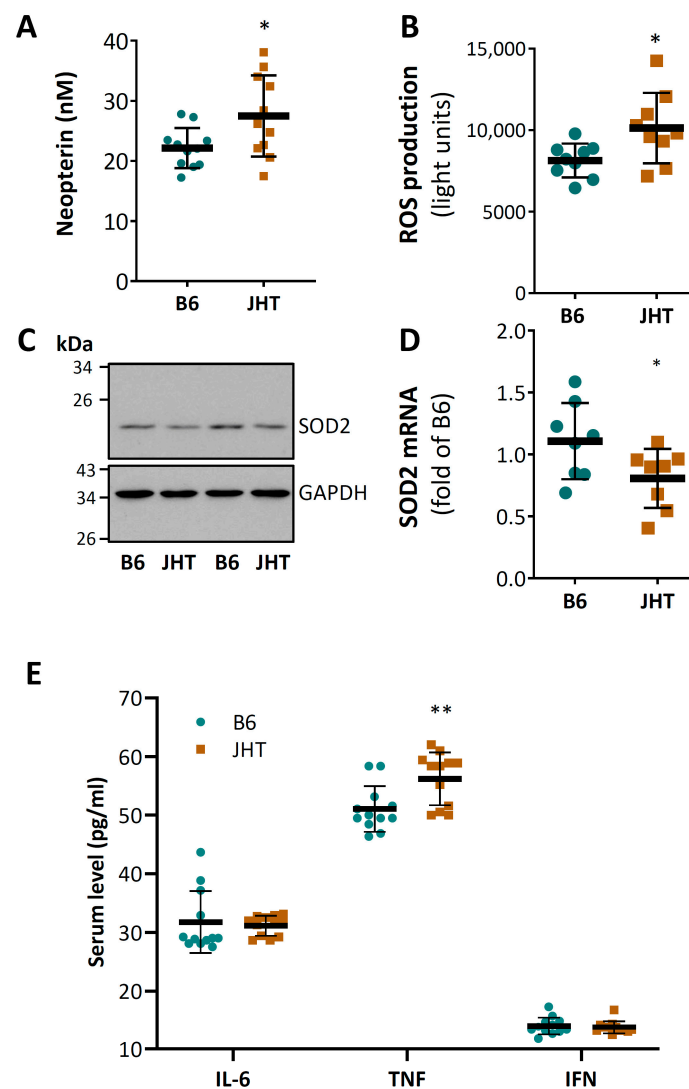 A
*
Neopterin (nM)
40
30
20
10
0
B6
JHT
B
*
ROS production
(light units)
15,000
10,000
5000
0
B6
JHT
C
kDa
34
26
SOD2
43
34
GAPDH
26
B6 JHT B6 JHT
D
*
SOD2 mRNA
(fold of B6)
2.0
1.5
1.0
0.5
0.0
B6
JHT
E
Serum level (pg/ml)
70
60
50
40
30
20
10
B6
JHT
**
IL-6
TNF
IFN